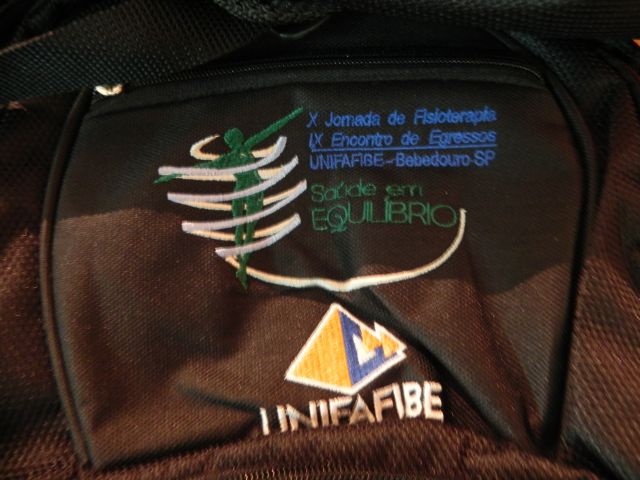 X Jornada de Fisioterapia
IX Encontro de Egressos
UNIFAFIBE-Bebedouro-SP
Saúde em
EQUILÍBRIO
UNIFAFIBE